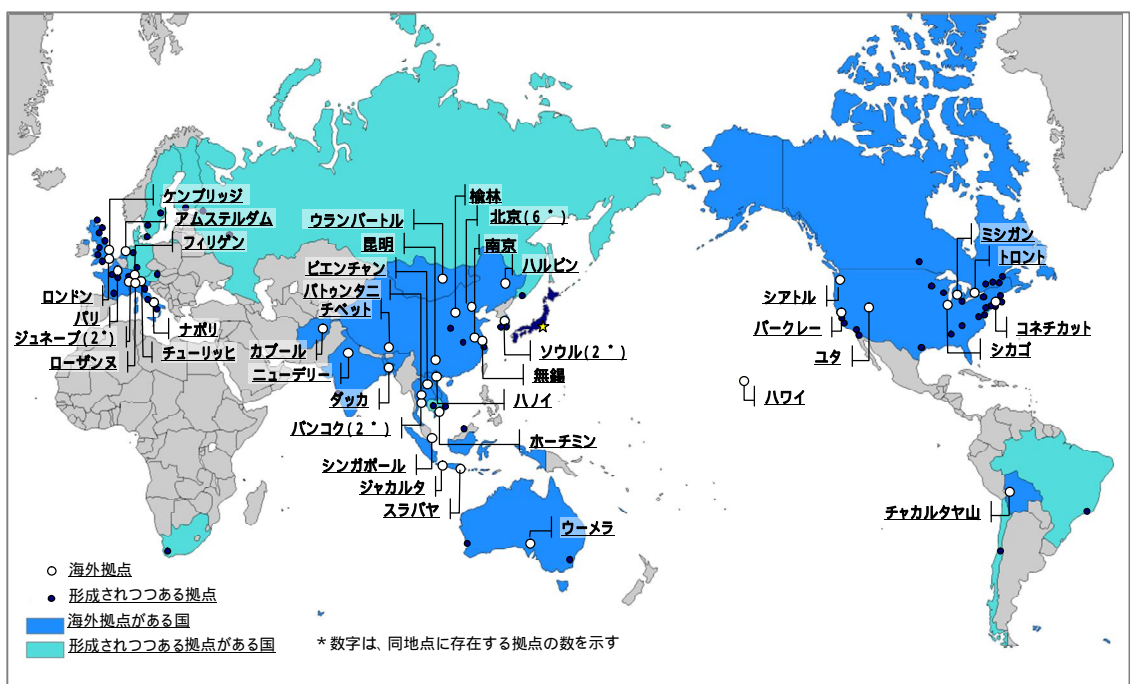 ケンブリッジ
アムステルダム
フィリゲン
ロンドン
パリ
ジュネーブ(2*)
ローザンヌ
ナポリ
チューリッヒ
ウランバートル
昆明
ビエンチャン
パトゥンタニ
チベット
カブール
ニューデリー
ダッカ
バンコク(2*)
シンガポール
ジャカルタ
スラバヤ
楡林
北京(6*)
南京
ハルビン
ソウル(2*)
無錫
ハノイ
ホーチミン
ウーメラ
ミシガン
トロント
シアトル
バークレー
ユタ
コネチカット
シカゴ
ハワイ
チャカルタヤ山
海外拠点
形成されつつある拠点
海外拠点がある国
形成されつつある拠点がある国
*数字は、同地点に存在する拠点の数を示す